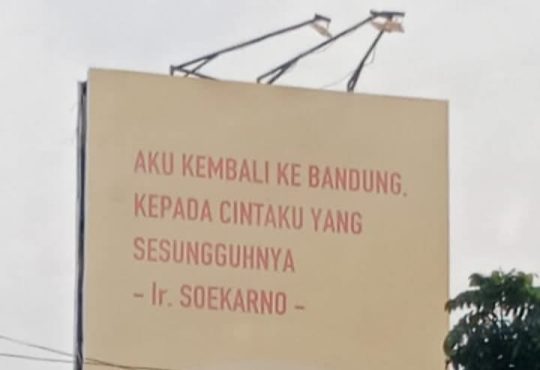 AKU KEMBALI KE BANDUNG.
KEPADA CINTAKU YANG
SESUNGGUHNYA
- Ir. SOEKARNO -